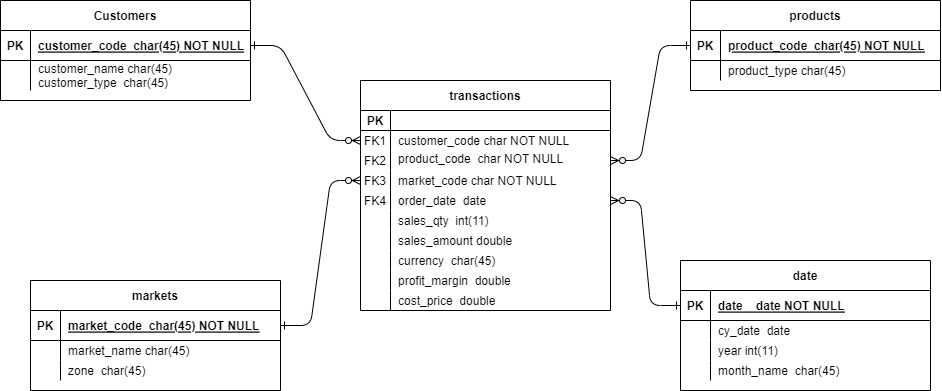 Customers
PK customer_code char(45) NOT NULL
customer_name char(45)
customer_type char(45)
products
PK product_code char(45) NOT NULL
product_type char(45)
transactions
PK
FK1 customer_code char NOT NULL
FK2 product_code char NOT NULL
FK3 market_code char NOT NULL
FK4 order_date date
sales_qty int(11)
sales_amount double
currency char(45)
profit_margin double
cost_price double
markets
PK market_code char(45) NOT NULL
market_name char(45)
zone char(45)
date
PK date date NOT NULL
cy_date date
year int(11)
month_name char(45)